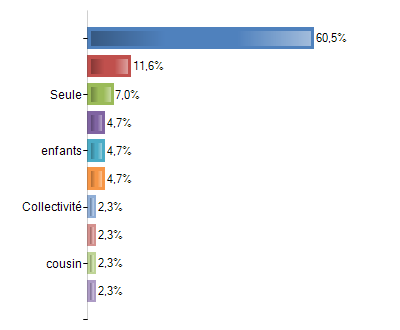 60,5%
11,6%
Seule 7,0%
4,7%
enfants 4,7%
4,7%
Collectivité 2,3%
2,3%
cousin 2,3%
2,3%